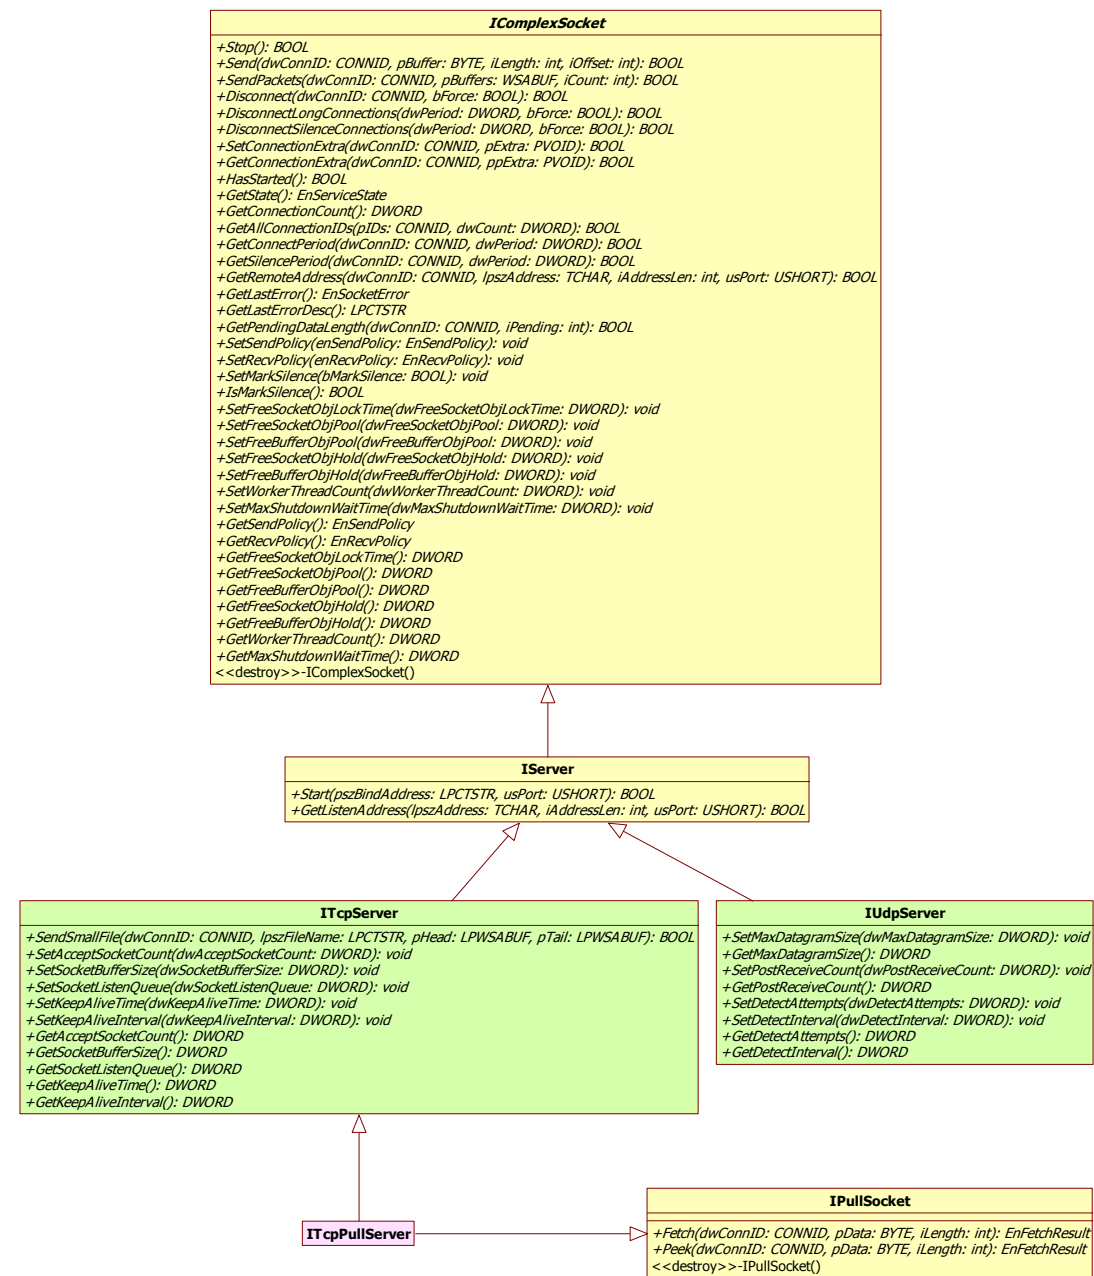 IComplexSocket
+Stop(): BOOL
+Send(dwConnID: CONNID, pBuffer: BYTE, iLength: int, iOffset: int): BOOL
+SendPackets(dwConnID: CONNID, pBuffers: WSABUF, iCount: int): BOOL
+Disconnect(dwConnID: CONNID, bForce: BOOL): BOOL
+DisconnectLongConnections(dwPeriod: DWORD, bForce: BOOL): BOOL
+DisconnectSilenceConnections(dwPeriod: DWORD, bForce: BOOL): BOOL
+SetConnectionExtra(dwConnID: CONNID, pExtra: PVOID): BOOL
+GetConnectionExtra(dwConnID: CONNID, ppExtra: PVOID): BOOL
+HasStarted(): BOOL
+GetState(): EnServiceState
+GetConnectionCount(): DWORD
+GetAllConnectionIDs(pIDs: CONNID, dwCount: DWORD): BOOL
+GetConnectPeriod(dwConnID: CONNID, dwPeriod: DWORD): BOOL
+GetSilencePeriod(dwConnID: CONNID, dwPeriod: DWORD): BOOL
+GetRemoteAddress(dwConnID: CONNID, lpszAddress: TCHAR, iAddressLen: int, usPort: USHORT): BOOL
+GetLastError(): EnSocketError
+GetLastErrorDesc(): LPCTSTR
+GetPendingDataLength(dwConnID: CONNID, iPending: int): BOOL
+SetSendPolicy(enSendPolicy: EnSendPolicy): void
+SetRecvPolicy(enRecvPolicy: EnRecvPolicy): void
+SetMarkSilence(bMarkSilence: BOOL): void
+IsMarkSilence(): BOOL
+SetFreeSocketObjLockTime(dwFreeSocketObjLockTime: DWORD): void
+SetFreeSocketObjPool(dwFreeSocketObjPool: DWORD): void
+SetFreeBufferObjPool(dwFreeBufferObjPool: DWORD): void
+SetFreeSocketObjHold(dwFreeSocketObjHold: DWORD): void
+SetFreeBufferObjHold(dwFreeBufferObjHold: DWORD): void
+SetWorkerThreadCount(dwWorkerThreadCount: DWORD): void
+SetMaxShutdownWaitTime(dwMaxShutdownWaitTime: DWORD): void
+GetSendPolicy(): EnSendPolicy
+GetRecvPolicy(): EnRecvPolicy
+GetFreeSocketObjLockTime(): DWORD
+GetFreeSocketObjPool(): DWORD
+GetFreeBufferObjPool(): DWORD
+GetFreeSocketObjHold(): DWORD
+GetFreeBufferObjHold(): DWORD
+GetWorkerThreadCount(): DWORD
+GetMaxShutdownWaitTime(): DWORD
<<destroy>>-IComplexSocket()
IServer
+Start(pszBindAddress: LPCTSTR, usPort: USHORT): BOOL
+GetListenAddress(lpszAddress: TCHAR, iAddressLen: int, usPort: USHORT): BOOL
ITcpServer
+SendSmallFile(dwConnID: CONNID, lpszFileName: LPCTSTR, pHead: LPWSABUF, pTail: LPWSABUF): BOOL
+SetAcceptSocketCount(dwAcceptSocketCount: DWORD): void
+SetSocketBufferSize(dwSocketBufferSize: DWORD): void
+SetSocketListenQueue(dwSocketListenQueue: DWORD): void
+SetKeepAliveTime(dwKeepAliveTime: DWORD): void
+SetKeepAliveInterval(dwKeepAliveInterval: DWORD): void
+GetAcceptSocketCount(): DWORD
+GetSocketBufferSize(): DWORD
+GetSocketListenQueue(): DWORD
+GetKeepAliveTime(): DWORD
+GetKeepAliveInterval(): DWORD
IUdpServer
+SetMaxDatagramSize(dwMaxDatagramSize: DWORD): void
+GetMaxDatagramSize(): DWORD
+SetPostReceiveCount(dwPostReceiveCount: DWORD): void
+GetPostReceiveCount(): DWORD
+SetDetectAttempts(dwDetectAttempts: DWORD): void
+SetDetectInterval(dwDetectInterval: DWORD): void
+GetDetectAttempts(): DWORD
+GetDetectInterval(): DWORD
ITcpPullServer
IPullSocket
+Fetch(dwConnID: CONNID, pData: BYTE, iLength: int): EnFetchResult
+Peek(dwConnID: CONNID, pData: BYTE, iLength: int): EnFetchResult
<<destroy>>-IPullSocket()